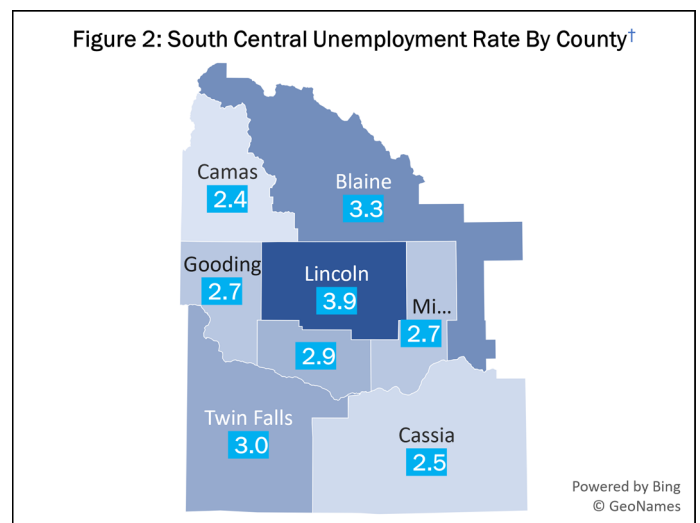 Figure 2: South Central Unemployment Rate By County†
Camas
2.4
Blaine
3.3
Gooding
2.7
Lincoln
3.9
Mi...
2.7
2.9
Twin Falls
3.0
Cassia
2.5
Powered by Bing
© GeoNames